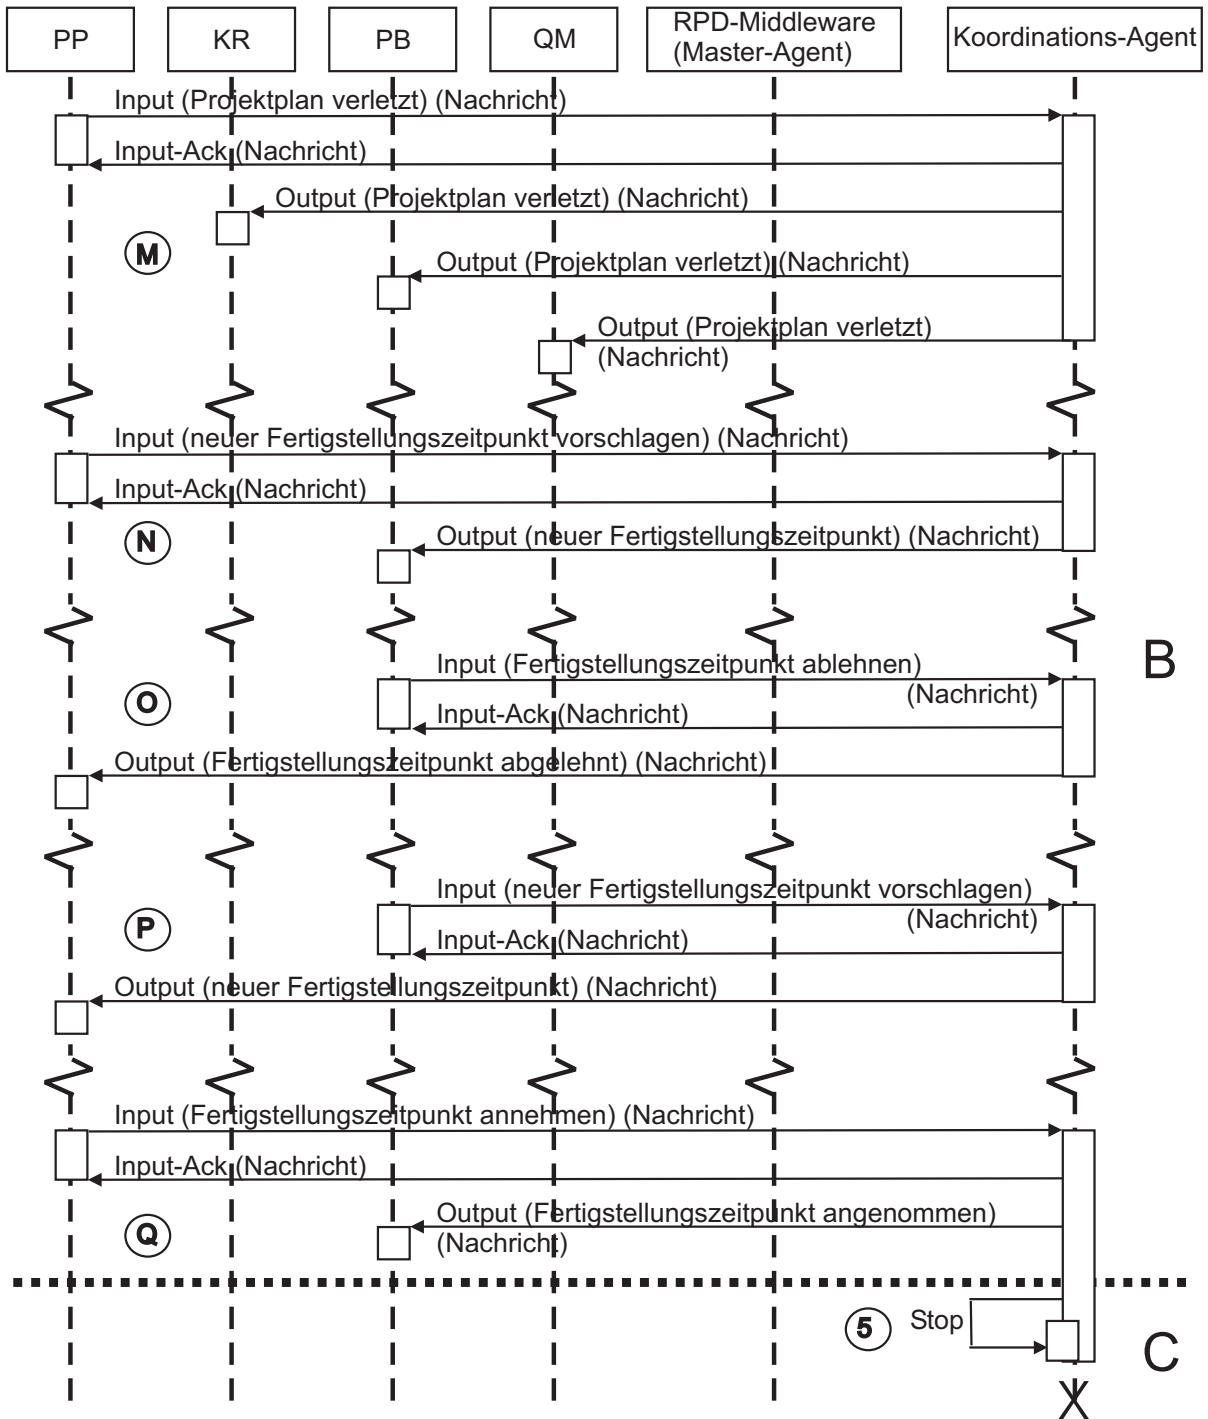 PP
KR
PB
QM
RPD-Middleware
(Master-Agent)
Koordinations-Agent
Input (Projektplan verletzt) (Nachricht)
Input-Ack (Nachricht)
Output (Projektplan verletzt) (Nachricht)
M
Output (Projektplan verletzt) (Nachricht)
Output (Projektplan verletzt)
(Nachricht)
Input (neuer Fertigstellungszeitpunkt vorschlagen) (Nachricht)
Input-Ack (Nachricht)
N
Output (neuer Fertigstellungszeitpunkt) (Nachricht)
B
Input (Fertigstellungszeitpunkt ablehnen)
(Nachricht)
O
Input-Ack (Nachricht)
Output (Fertigstellungszeitpunkt abgelehnt) (Nachricht)
Input (neuer Fertigstellungszeitpunkt vorschlagen)
(Nachricht)
P
Input-Ack (Nachricht)
Output (neuer Fertigstellungszeitpunkt) (Nachricht)
Input (Fertigstellungszeitpunkt annehmen) (Nachricht)
Input-Ack (Nachricht)
Output (Fertigstellungszeitpunkt angenommen)
(Nachricht)
Q
5
Stop
C
X